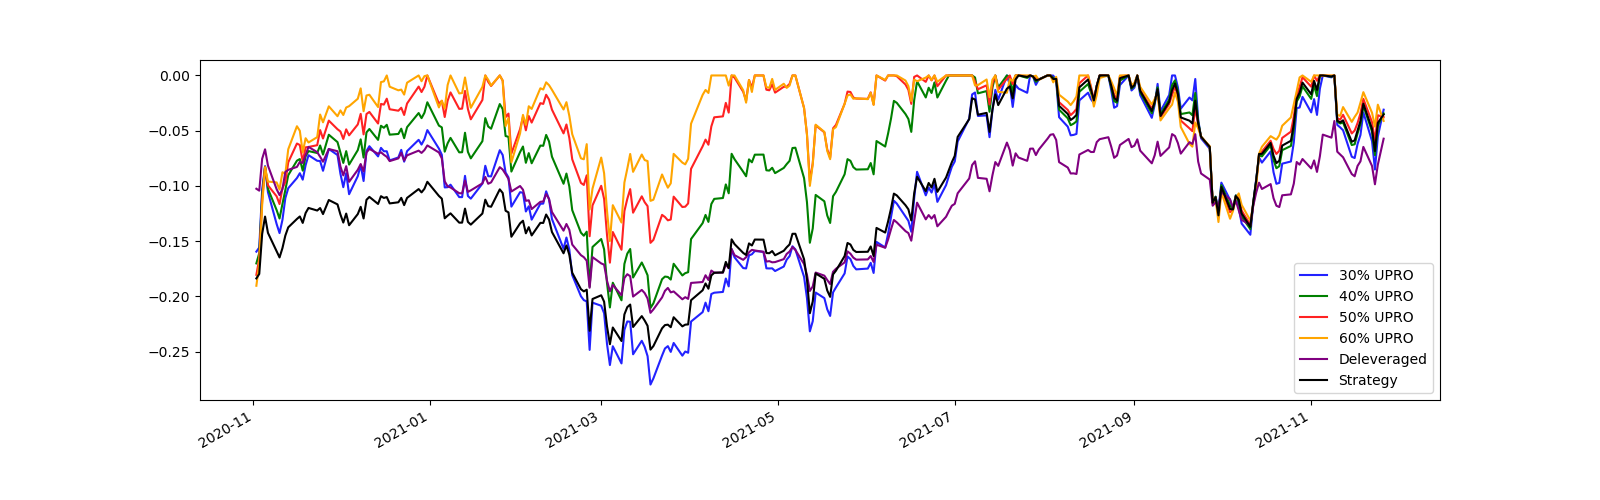 0.00
−0.05
−0.10
−0.15
−0.20
−0.25
2020-11
2021-01
2021-03
2021-05
2021-07
2021-09
2021-11
30% UPRO
40% UPRO
50% UPRO
60% UPRO
Deleveraged
Strategy